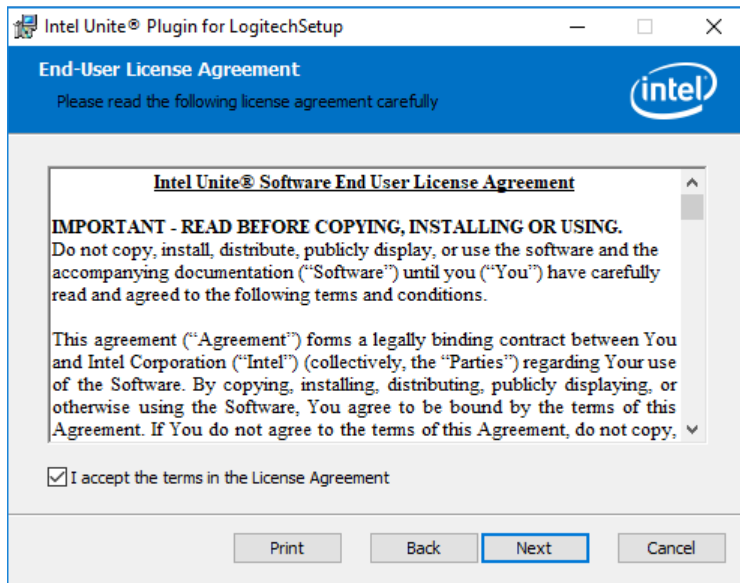 Intel Unite® Plugin for LogitechSetup
End-User License Agreement
Please read the following license agreement carefully
intel
Intel Unite® Software End User License Agreement
IMPORTANT - READ BEFORE COPYING, INSTALLING OR USING.
Do not copy, install, distribute, publicly display, or use the software and the
accompanying documentation (“Software”) until you (“You”) have carefully
read and agreed to the following terms and conditions.
This agreement (“Agreement”) forms a legally binding contract between You
and Intel Corporation (“Intel”) (collectively, the “Parties”) regarding Your use
of the Software. By copying, installing, distributing, publicly displaying, or
otherwise using the Software, You agree to be bound by the terms of this
Agreement. If You do not agree to the terms of this Agreement, do not copy,
I accept the terms in the License Agreement
Print Back Next Cancel